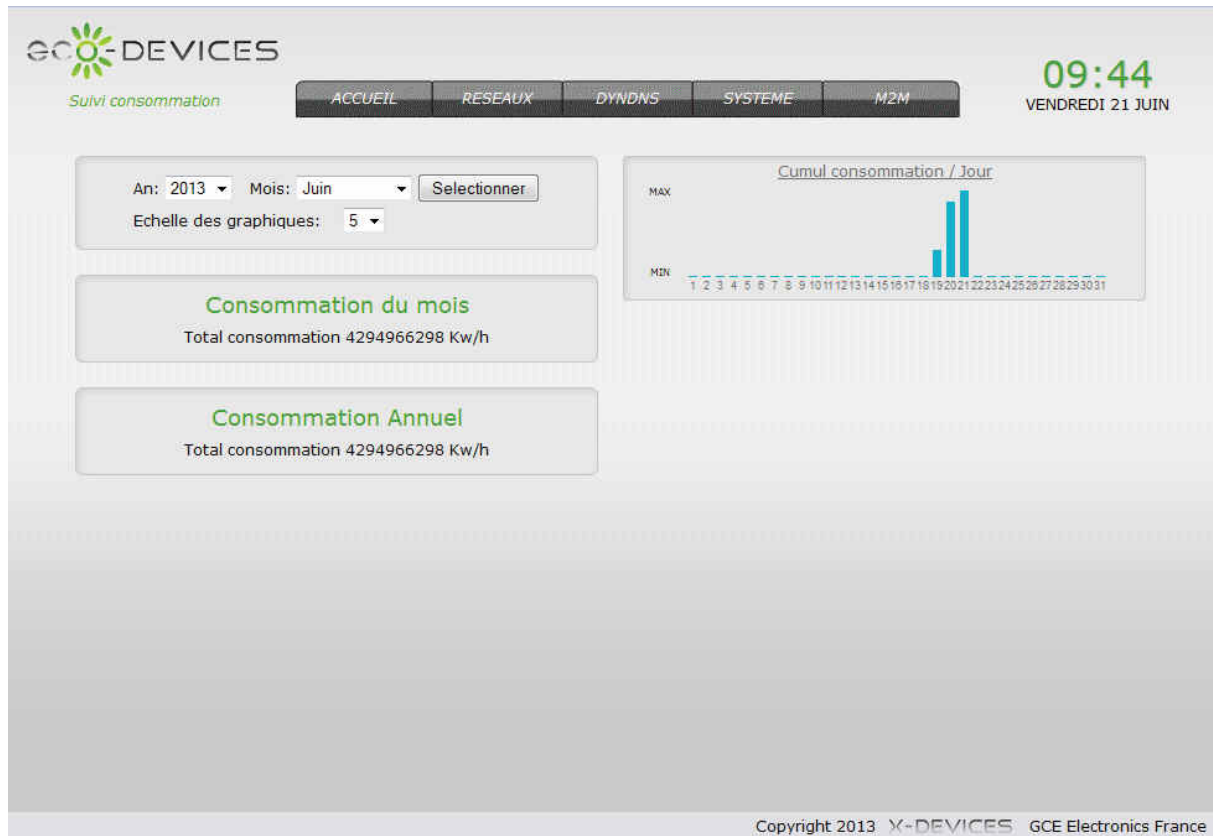 eco-DEVICES
Suivi consommation
ACCUEIL RESEAUX DYNDNS SYSTEME M2M
09:44
VENDREDI 21 JUIN
An: 2013 Mois: Juin Selectionner
Echelle des graphiques: 5
Cumul consommation / Jour
MAX
MIN
1 2 3 4 5 6 7 8 9 10 11 12 13 14 15 16 17 18 19 20 21 22 23 24 25 26 27 28 29 30 31
Consommation du mois
Total consommation 4294966298 Kw/h
Consommation Annuel
Total consommation 4294966298 Kw/h
Copyright 2013 X-DEVICES GCE Electronics France